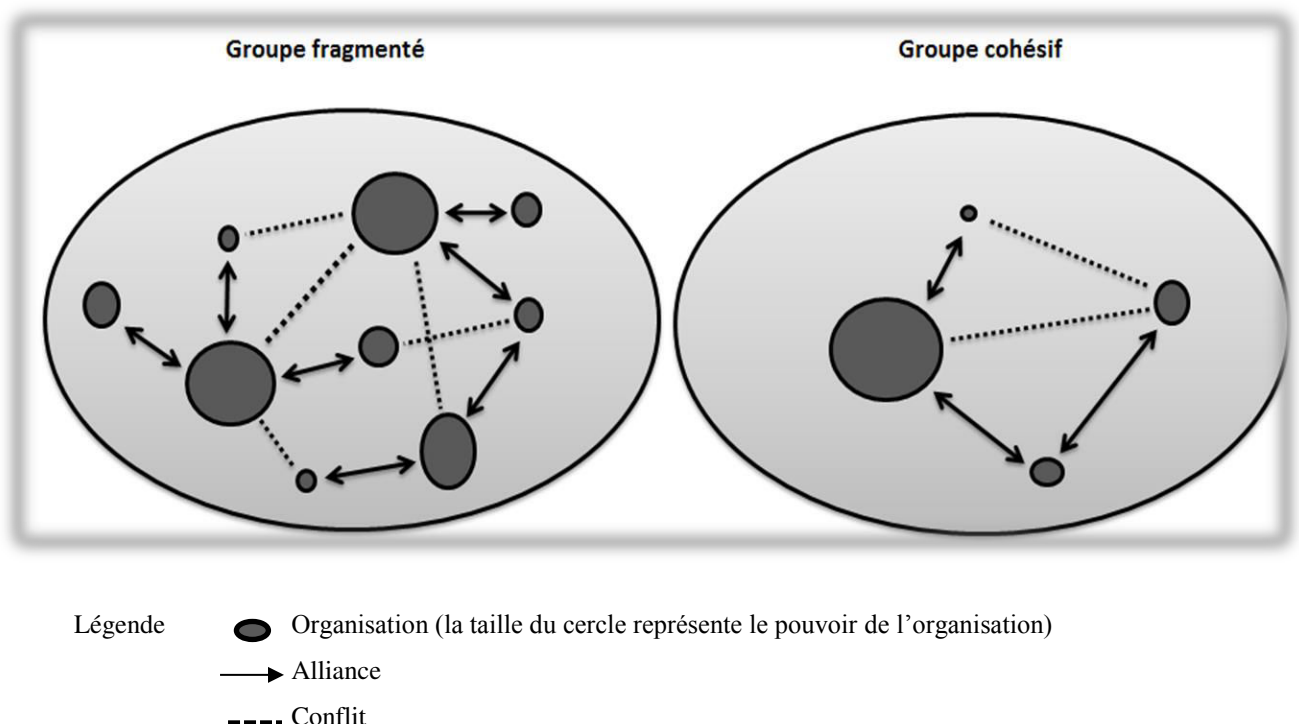 Groupe fragmenté
Groupe cohésif
Légende
Organisation (la taille du cercle représente le pouvoir de l’organisation)
Alliance
Conflit